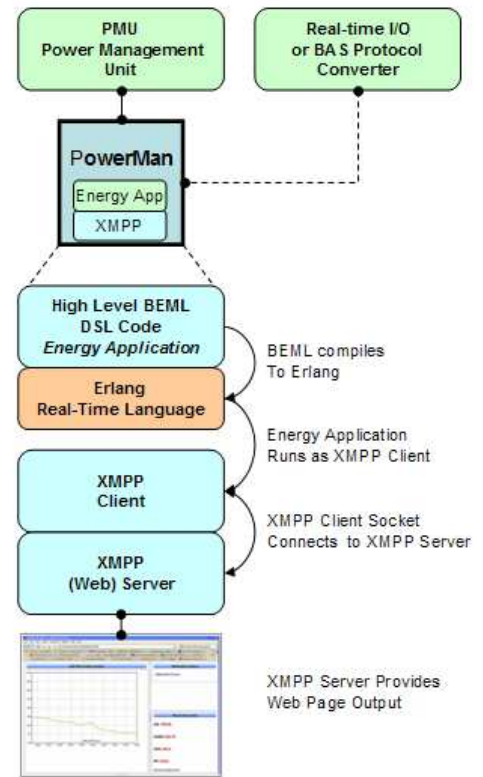 PMU
Power Management
Unit
Real-time I/O
or BAS Protocol
Converter
PowerMan
Energy App
XMPP
High Level BEML
DSL Code
Energy Application
Erlang
Real-Time Language
BEML compiles
To Erlang
Energy Application
Runs as XMPP Client
XMPP
Client
XMPP Client Socket
Connects to XMPP Server
XMPP
(Web) Server
XMPP Server Provides
Web Page Output